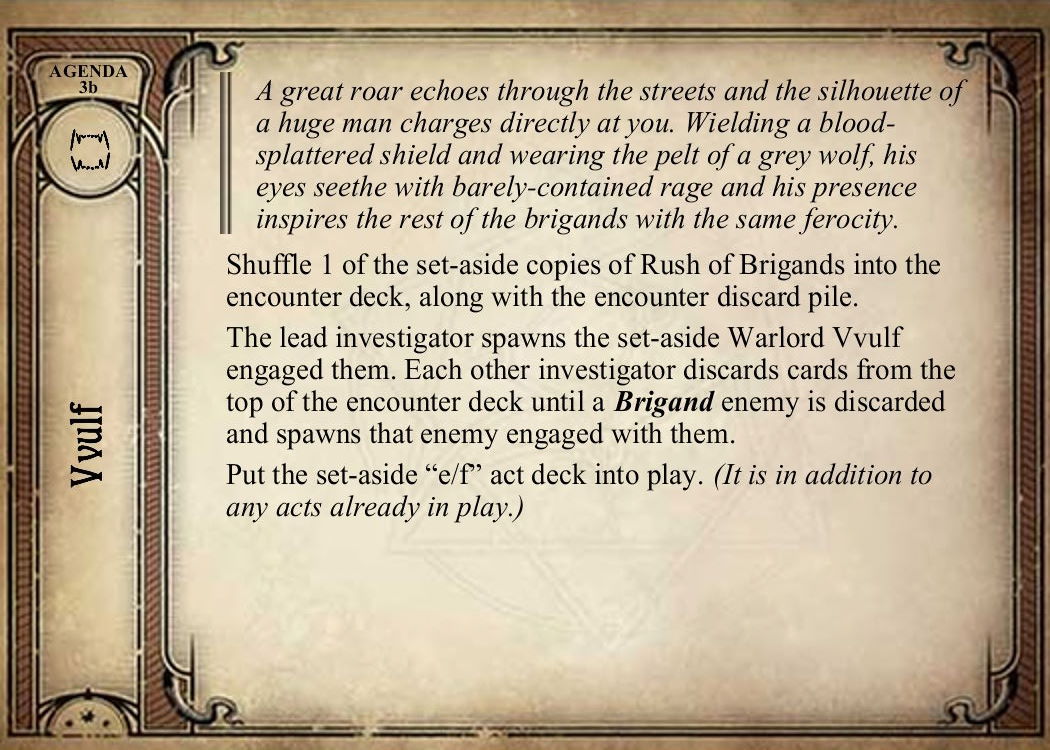 AGENDA
3b
Vvulf
A great roar echoes through the streets and the silhouette of
a huge man charges directly at you. Wielding a blood-
splattered shield and wearing the pelt of a grey wolf, his
eyes seethe with barely-contained rage and his presence
inspires the rest of the brigands with the same ferocity.
Shuffle 1 of the set-aside copies of Rush of Brigands into the
encounter deck, along with the encounter discard pile.
The lead investigator spawns the set-aside Warlord Vvulf
engaged them. Each other investigator discards cards from the
top of the encounter deck until a Brigand enemy is discarded
and spawns that enemy engaged with them.
Put the set-aside “e/f” act deck into play. (It is in addition to
any acts already in play.)